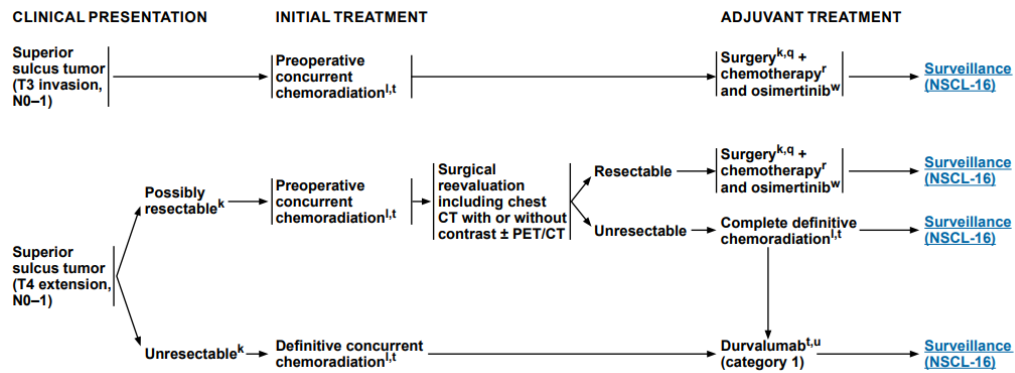 CLINICAL PRESENTATION INITIAL TREATMENT ADJUVANT TREATMENT
Superior
sulcus tumor
(T3 invasion,
N0–1)
Preoperative
concurrent
chemoradiationl,t
Surgeryk,q +
chemotherapyr
and osimertinibw
Surveillance
(NSCL-16)
Superior
sulcus tumor
(T4 extension,
N0–1)
Possibly
resectablek
Preoperative
concurrent
chemoradiationl,t
Surgical
reevaluation
including chest
CT with or without
contrast ± PET/CT
Resectable
Surgeryk,q +
chemotherapyr
and osimertinibw
Surveillance
(NSCL-16)
Unresectable
Complete definitive
chemoradiationl,t
Surveillance
(NSCL-16)
Unresectablek
Definitive concurrent
chemoradiationl,t
Durvalumabt,u
(category 1)
Surveillance
(NSCL-16)